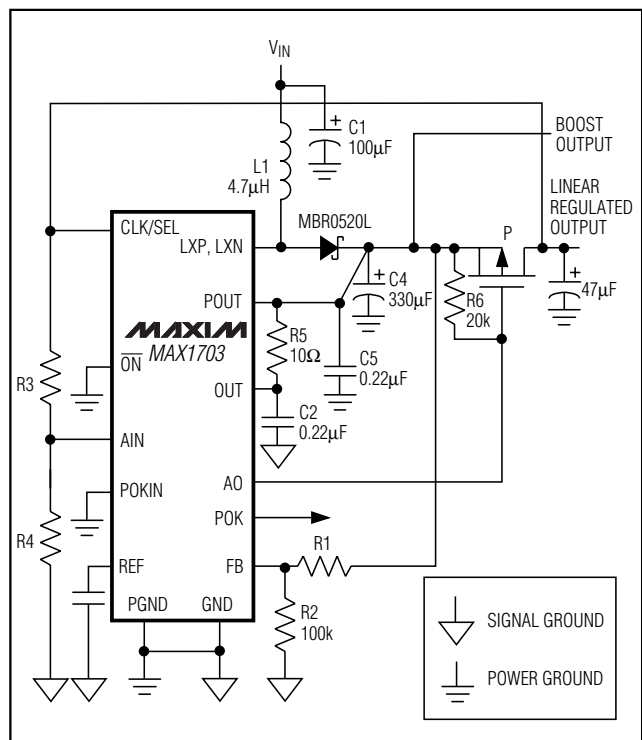 VIN
C1
100µF
L1
4.7µH
BOOST
OUTPUT
LINEAR
REGULATED
OUTPUT
MBR0520L
P
CLK/SEL
LXP, LXN
C4
330µF
47µF
R6
20k
POUT
MAXIM
MAX1703
R5
10Ω
ON
C5
0.22µF
R3
OUT
C2
0.22µF
AIN
AO
POKIN
POK
R4
R1
REF
FB
PGND
GND
R2
100k
SIGNAL GROUND
POWER GROUND